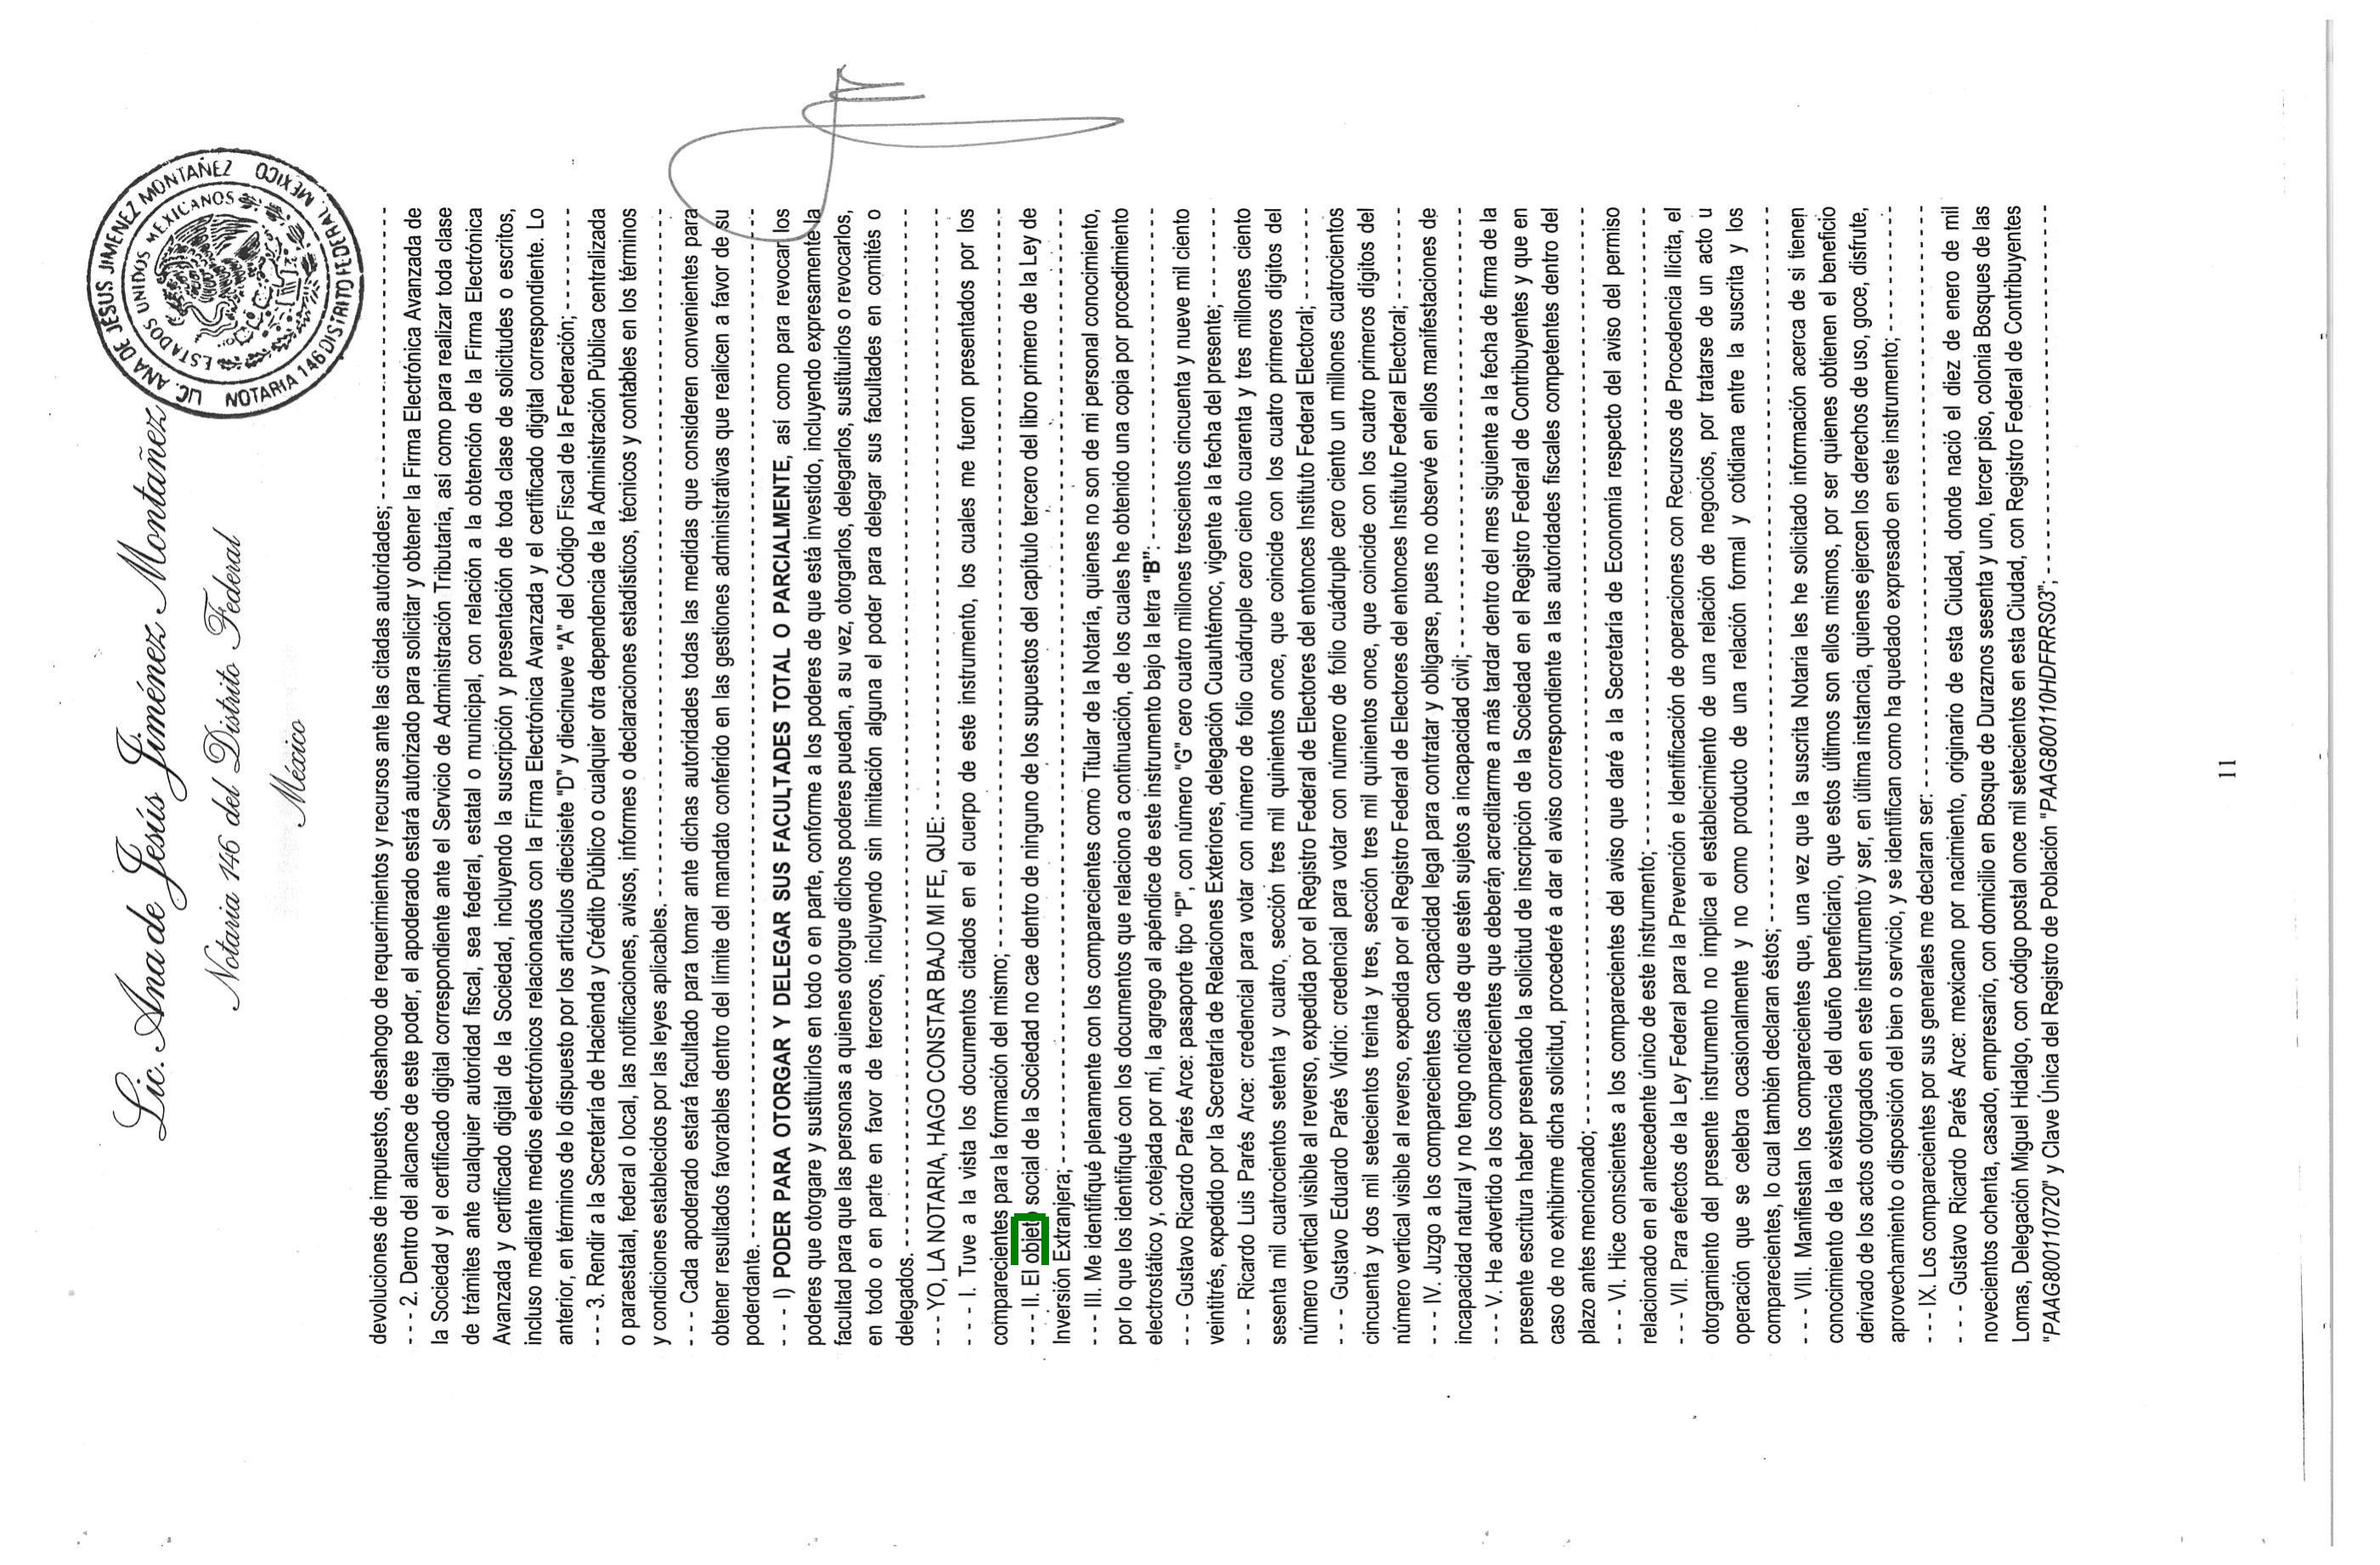 Lic. Ana de Jesús Jiménez Montañez
Notaria 146 del Distrito Federal
México
LIC. ANA DE JESUS JIMENEZ MONTAÑEZ
NOTARIA 146 DISTRITO FEDERAL, MEXICO
ESTADOS UNIDOS MEXICANOS
devoluciones de impuestos, desahogo de requerimientos y recursos ante las citadas autoridades; - - - - - - - - - - - - - - - - - - - -
- - - 2. Dentro del alcance de este poder, el apoderado estará autorizado para solicitar y obtener la Firma Electrónica Avanzada de
la Sociedad y el certificado digital correspondiente ante el Servicio de Administración Tributaria, así como para realizar toda clase
de trámites ante cualquier autoridad fiscal, sea federal, estatal o municipal, con relación a la obtención de la Firma Electrónica
Avanzada y certificado digital de la Sociedad, incluyendo la suscripción y presentación de toda clase de solicitudes o escritos,
incluso mediante medios electrónicos relacionados con la Firma Electrónica Avanzada y el certificado digital correspondiente. Lo
anterior, en términos de lo dispuesto por los artículos diecisiete "D" y diecinueve "A" del Código Fiscal de la Federación; - - - - - - - -
- - - 3. Rendir a la Secretaría de Hacienda y Crédito Público o cualquier otra dependencia de la Administración Pública centralizada
o paraestatal, federal o local, las notificaciones, avisos, informes o declaraciones estadísticos, técnicos y contables en los términos
y condiciones establecidos por las leyes aplicables. - - - - - - - - - - - - - - - - - - - -
- - - Cada apoderado estará facultado para tomar ante dichas autoridades todas las medidas que consideren convenientes para
obtener resultados favorables dentro del límite del mandato conferido en las gestiones administrativas que realicen a favor de su
poderdante. - - - - - - - - - - - - - - - - - - - -
- - - I) PODER PARA OTORGAR Y DELEGAR SUS FACULTADES TOTAL O PARCIALMENTE, así como para revocar los
poderes que otorgare y sustituirlos en todo o en parte, conforme a los poderes de que está investido, incluyendo expresamente la
facultad para que las personas a quienes otorgue dichos poderes puedan, a su vez, otorgarlos, delegarlos, sustituirlos o revocarlos,
en todo o en parte en favor de terceros, incluyendo sin limitación alguna el poder para delegar sus facultades en comités o
delegados. - - - - - - - - - - - - - - - - - - - -
- - - YO, LA NOTARIA, HAGO CONSTAR BAJO MI FE, QUE: - - - - - - - - - - - - - - - - - - - -
- - - I. Tuve a la vista los documentos citados en el cuerpo de este instrumento, los cuales me fueron presentados por los
comparecientes para la formación del mismo; - - - - - - - - - - - - - - - - - - - -
- - - II. El objeto social de la Sociedad no cae dentro de ninguno de los supuestos del capítulo tercero del libro primero de la Ley de
Inversión Extranjera; - - - - - - - - - - - - - - - - - - - -
- - - III. Me identifiqué plenamente con los comparecientes como Titular de la Notaría, quienes no son de mi personal conocimiento,
por lo que los identifiqué con los documentos que relaciono a continuación, de los cuales he obtenido una copia por procedimiento
electrostático y, cotejada por mí, la agrego al apéndice de este instrumento bajo la letra "B": - - - - - - - - - - - - - - - - - - - -
- - - Gustavo Ricardo Parés Arce: pasaporte tipo "P", con número "G" cero cuatro millones trescientos cincuenta y nueve mil ciento
veintitrés, expedido por la Secretaría de Relaciones Exteriores, delegación Cuauhtémoc, vigente a la fecha del presente; - - - - - - - -
- - - Ricardo Luis Parés Arce: credencial para votar con número de folio cuádruple cero ciento cuarenta y tres millones ciento
sesenta mil cuatrocientos setenta y cuatro, sección tres mil quinientos once, que coincide con los cuatro primeros dígitos del
número vertical visible al reverso, expedida por el Registro Federal de Electores del entonces Instituto Federal Electoral; - - - - - - - -
- - - Gustavo Eduardo Parés Vidrio: credencial para votar con número de folio cuádruple cero ciento un millones cuatrocientos
cincuenta y dos mil setecientos treinta y tres, sección tres mil quinientos once, que coincide con los cuatro primeros dígitos del
número vertical visible al reverso, expedida por el Registro Federal de Electores del entonces Instituto Federal Electoral; - - - - - - - -
- - - IV. Juzgo a los comparecientes con capacidad legal para contratar y obligarse, pues no observé en ellos manifestaciones de
incapacidad natural y no tengo noticias de que estén sujetos a incapacidad civil; - - - - - - - - - - - - - - - - - - - -
- - - V. He advertido a los comparecientes que deberán acreditarme a más tardar dentro del mes siguiente a la fecha de firma de la
presente escritura haber presentado la solicitud de inscripción de la Sociedad en el Registro Federal de Contribuyentes y que en
caso de no exhibirme dicha solicitud, procederé a dar el aviso correspondiente a las autoridades fiscales competentes dentro del
plazo antes mencionado; - - - - - - - - - - - - - - - - - - - -
- - - VI. Hice conscientes a los comparecientes del aviso que daré a la Secretaría de Economía respecto del aviso del permiso
relacionado en el antecedente único de este instrumento; - - - - - - - - - - - - - - - - - - - -
- - - VII. Para efectos de la Ley Federal para la Prevención e Identificación de operaciones con Recursos de Procedencia Ilícita, el
otorgamiento del presente instrumento no implica el establecimiento de una relación de negocios, por tratarse de un acto u
operación que se celebra ocasionalmente y no como producto de una relación formal y cotidiana entre la suscrita y los
comparecientes, lo cual también declaran éstos; - - - - - - - - - - - - - - - - - - - -
- - - VIII. Manifiestan los comparecientes que, una vez que la suscrita Notaria les he solicitado información acerca de si tienen
conocimiento de la existencia del dueño beneficiario, que estos últimos son ellos mismos, por ser quienes obtienen el beneficio
derivado de los actos otorgados en este instrumento y ser, en última instancia, quienes ejercen los derechos de uso, goce, disfrute,
aprovechamiento o disposición del bien o servicio, y se identifican como ha quedado expresado en este instrumento; - - - - - - - -
- - - IX. Los comparecientes por sus generales me declaran ser: - - - - - - - - - - - - - - - - - - - -
- - - Gustavo Ricardo Parés Arce: mexicano por nacimiento, originario de esta Ciudad, donde nació el diez de enero de mil
novecientos ochenta, casado, empresario, con domicilio en Bosque de Duraznos sesenta y uno, tercer piso, colonia Bosques de las
Lomas, Delegación Miguel Hidalgo, con código postal once mil setecientos en esta Ciudad, con Registro Federal de Contribuyentes
"PAAG800110720" y Clave Única del Registro de Población "PAAG800110HDFRRS03"; - - - - - - - - - - - - - - - - - - - -
11